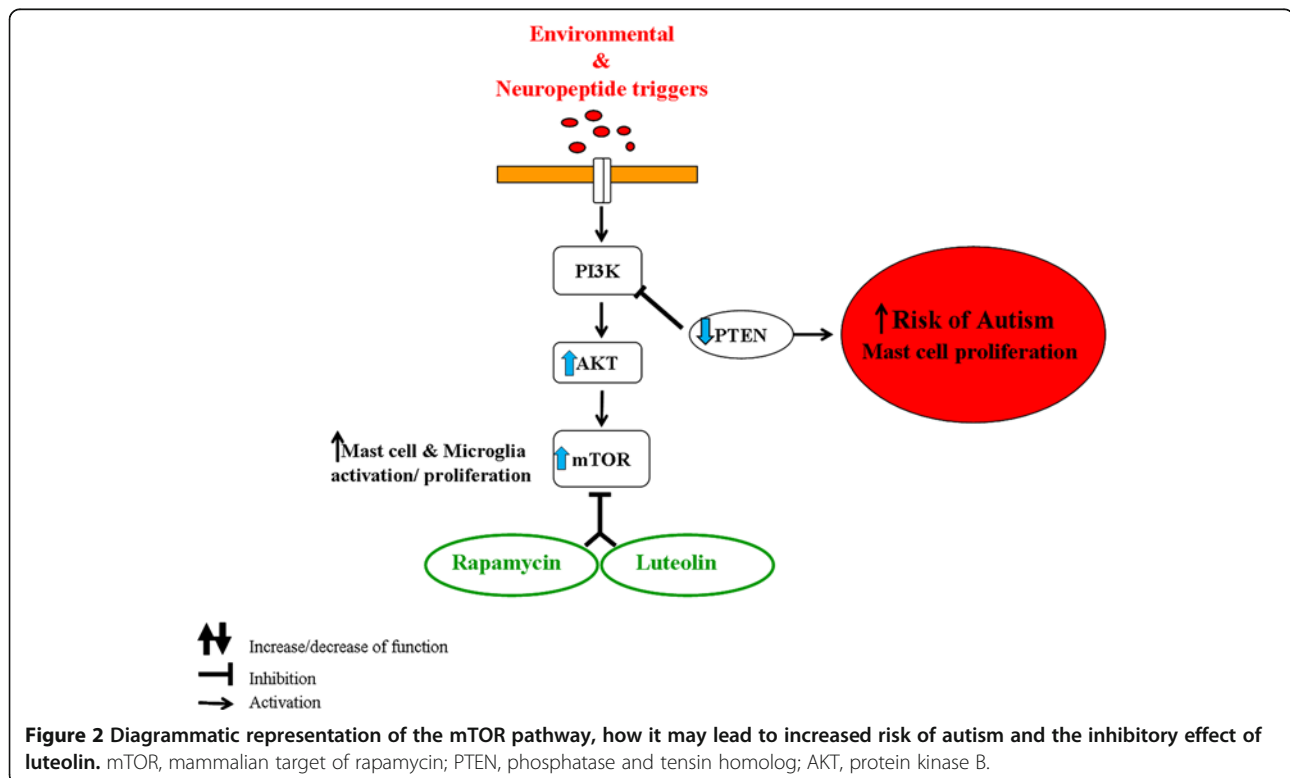 Environmental
&
Neuropeptide triggers
PI3K
PTEN
↑Risk of Autism
Mast cell proliferation
AKT
↑Mast cell & Microglia
activation/ proliferation
mTOR
Rapamycin
Luteolin
Increase/decrease of function
Inhibition
Activation
Figure 2 Diagrammatic representation of the mTOR pathway, how it may lead to increased risk of autism and the inhibitory effect of
luteolin. mTOR, mammalian target of rapamycin; PTEN, phosphatase and tensin homolog; AKT, protein kinase B.